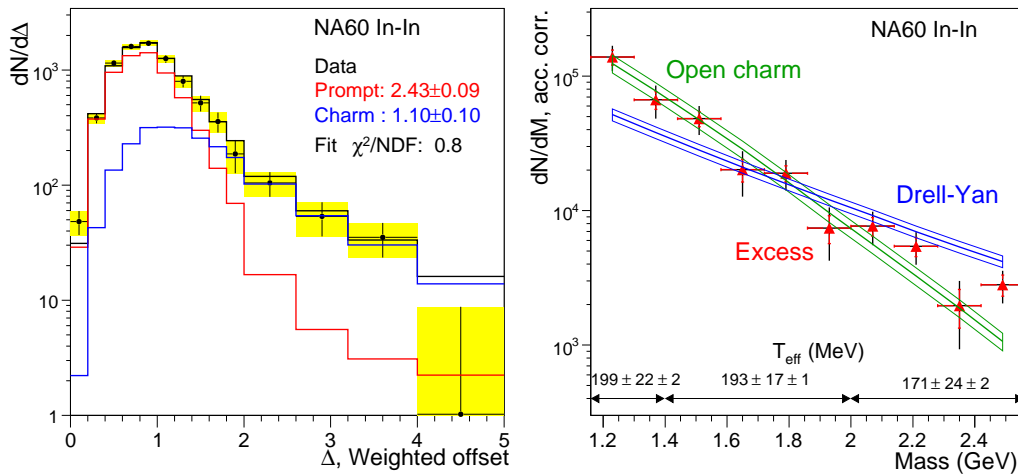 NA60 In-In
Data
Prompt: 2.43±0.09
Charm : 1.10±0.10
Fit χ²/NDF: 0.8
dN/dΔ
10³
10²
10
1
0 1 2 3 4 5
Δ, Weighted offset
NA60 In-In
Open charm
Drell-Yan
Excess
dN/dM, acc. corr.
10⁵
10⁴
10³
T_eff (MeV)
199 ± 22 ± 2 193 ± 17 ± 1 171 ± 24 ± 2
1.2 1.4 1.6 1.8 2 2.2 2.4
Mass (GeV)